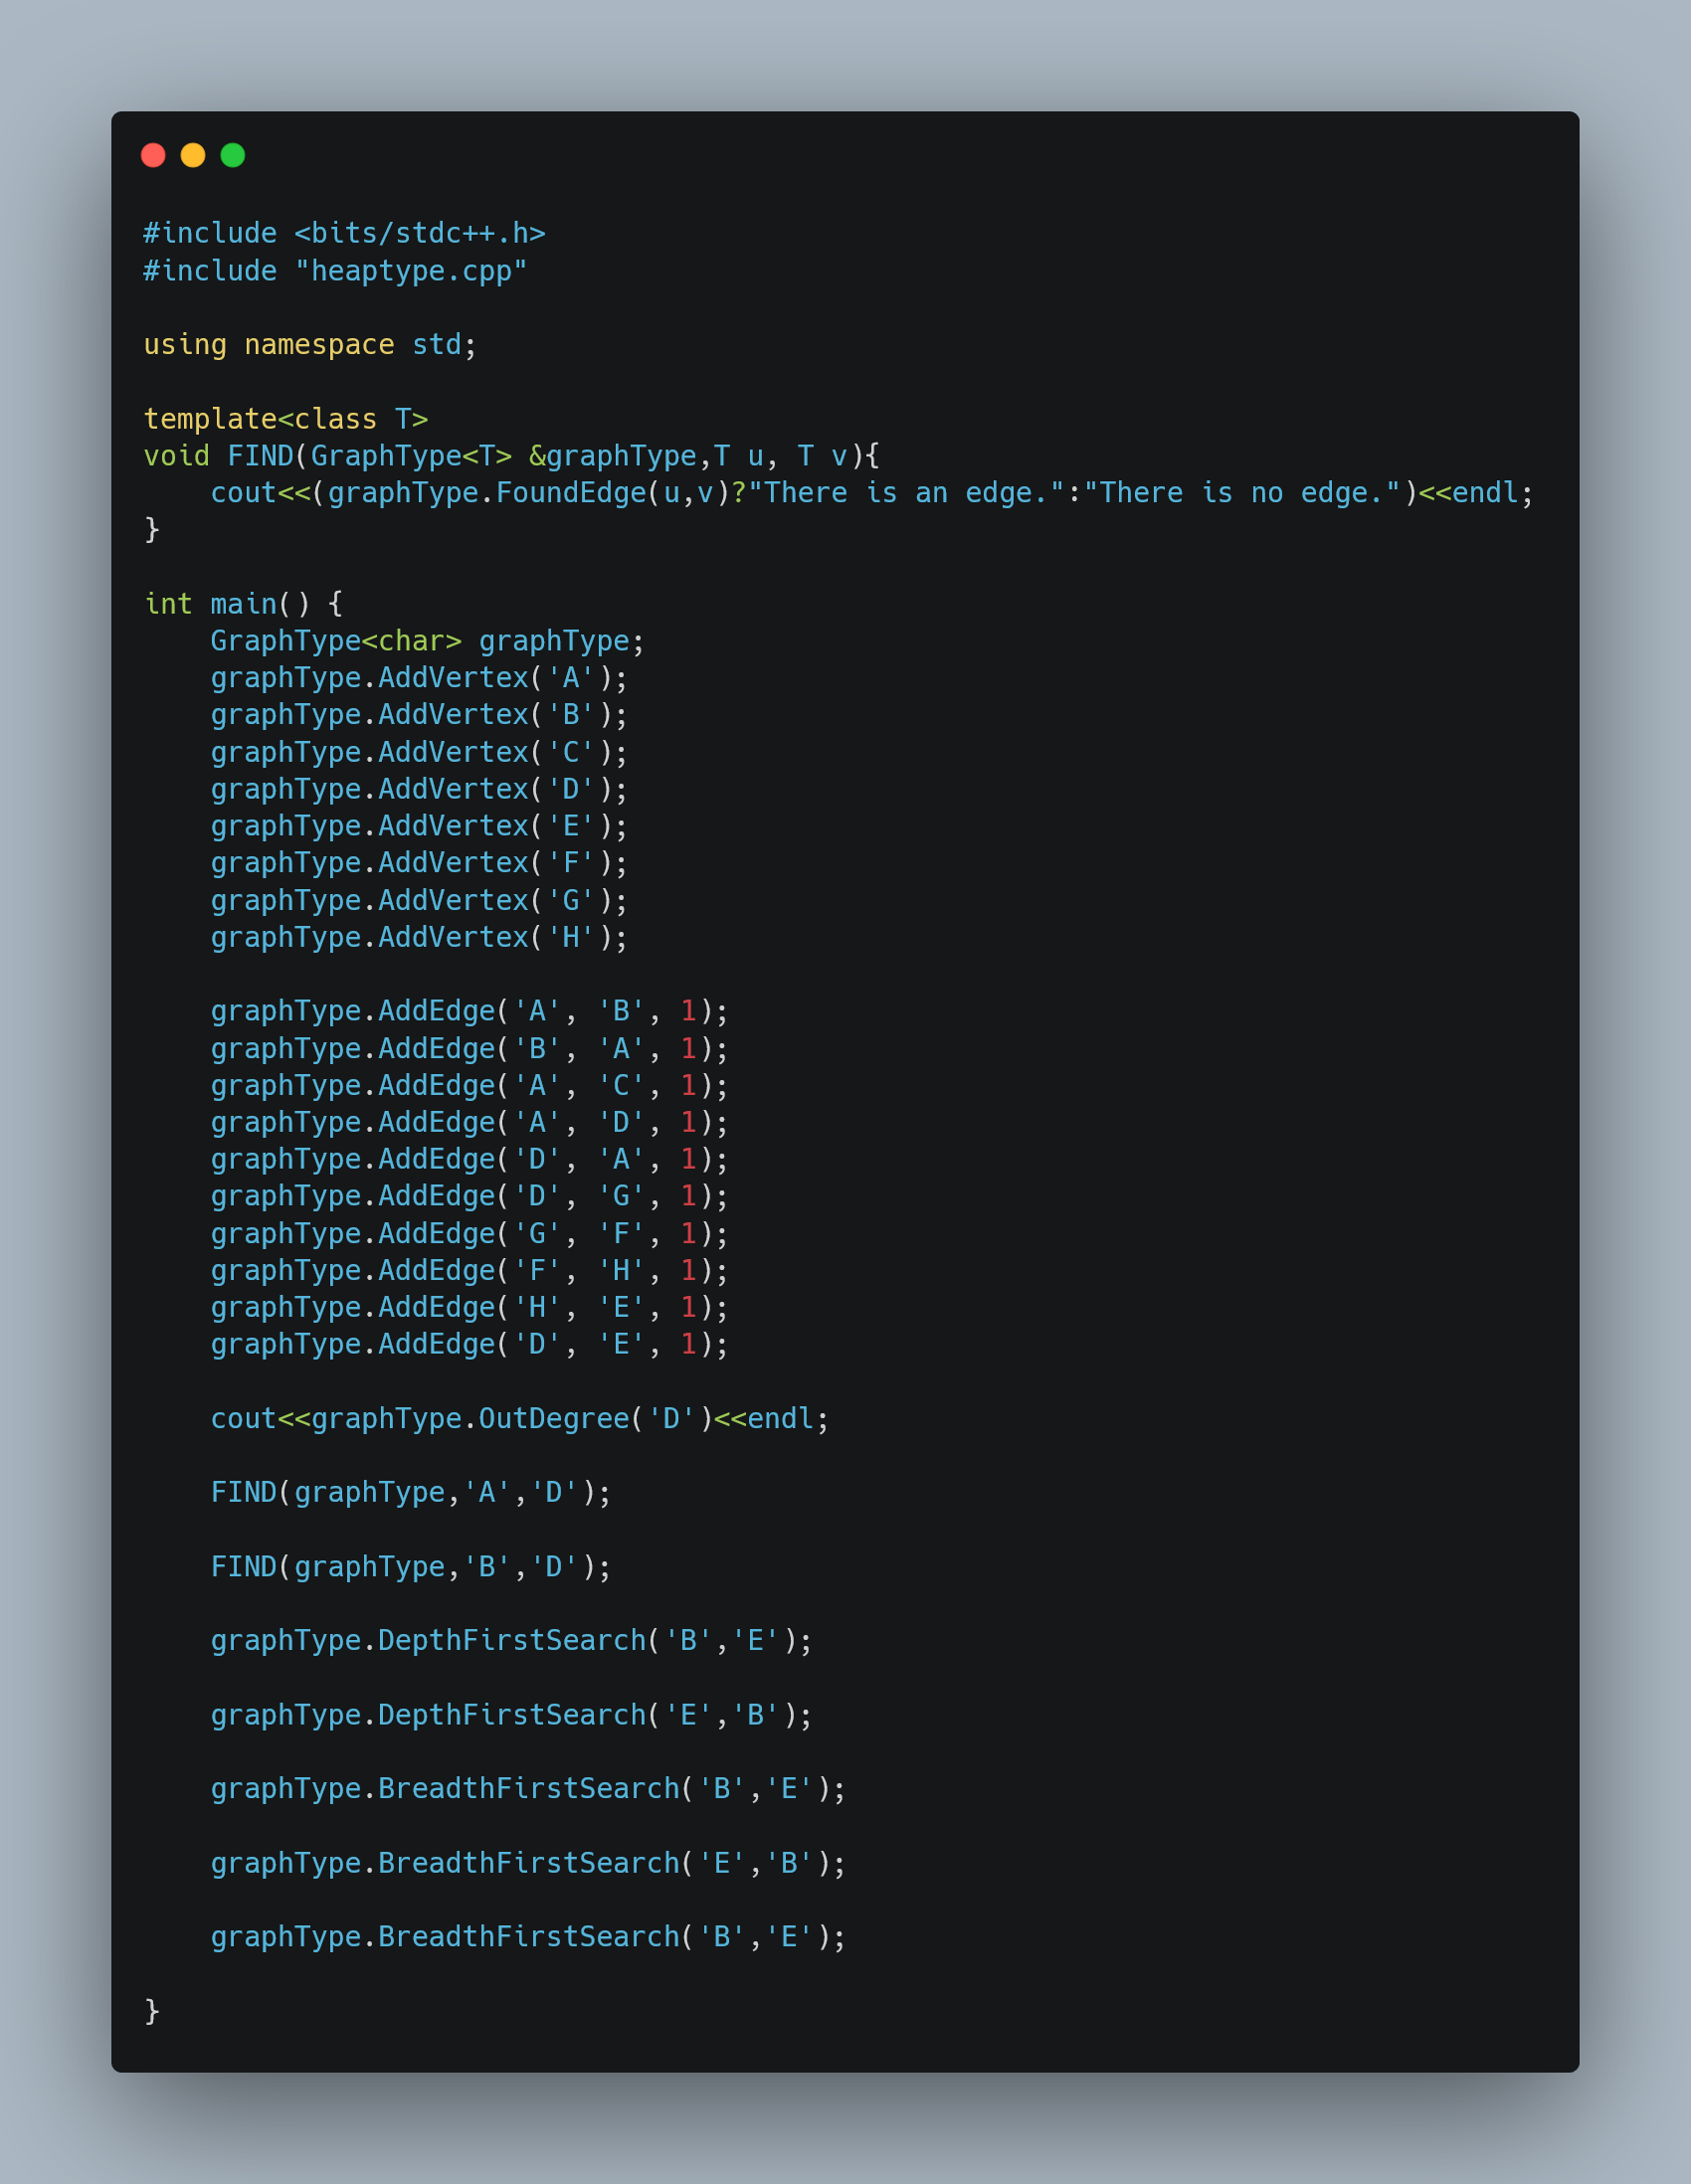 #include <bits/stdc++.h>
#include "heaptype.cpp"

using namespace std;

template<class T>
void FIND(GraphType<T> &graphType,T u, T v){
    cout<<(graphType.FoundEdge(u,v)?"There is an edge.":"There is no edge.")<<endl;
}

int main() {
    GraphType<char> graphType;
    graphType.AddVertex('A');
    graphType.AddVertex('B');
    graphType.AddVertex('C');
    graphType.AddVertex('D');
    graphType.AddVertex('E');
    graphType.AddVertex('F');
    graphType.AddVertex('G');
    graphType.AddVertex('H');

    graphType.AddEdge('A', 'B', 1);
    graphType.AddEdge('B', 'A', 1);
    graphType.AddEdge('A', 'C', 1);
    graphType.AddEdge('A', 'D', 1);
    graphType.AddEdge('D', 'A', 1);
    graphType.AddEdge('D', 'G', 1);
    graphType.AddEdge('G', 'F', 1);
    graphType.AddEdge('F', 'H', 1);
    graphType.AddEdge('H', 'E', 1);
    graphType.AddEdge('D', 'E', 1);

    cout<<graphType.OutDegree('D')<<endl;

    FIND(graphType,'A','D');

    FIND(graphType,'B','D');

    graphType.DepthFirstSearch('B','E');

    graphType.DepthFirstSearch('E','B');

    graphType.BreadthFirstSearch('B','E');

    graphType.BreadthFirstSearch('E','B');

    graphType.BreadthFirstSearch('B','E');

}